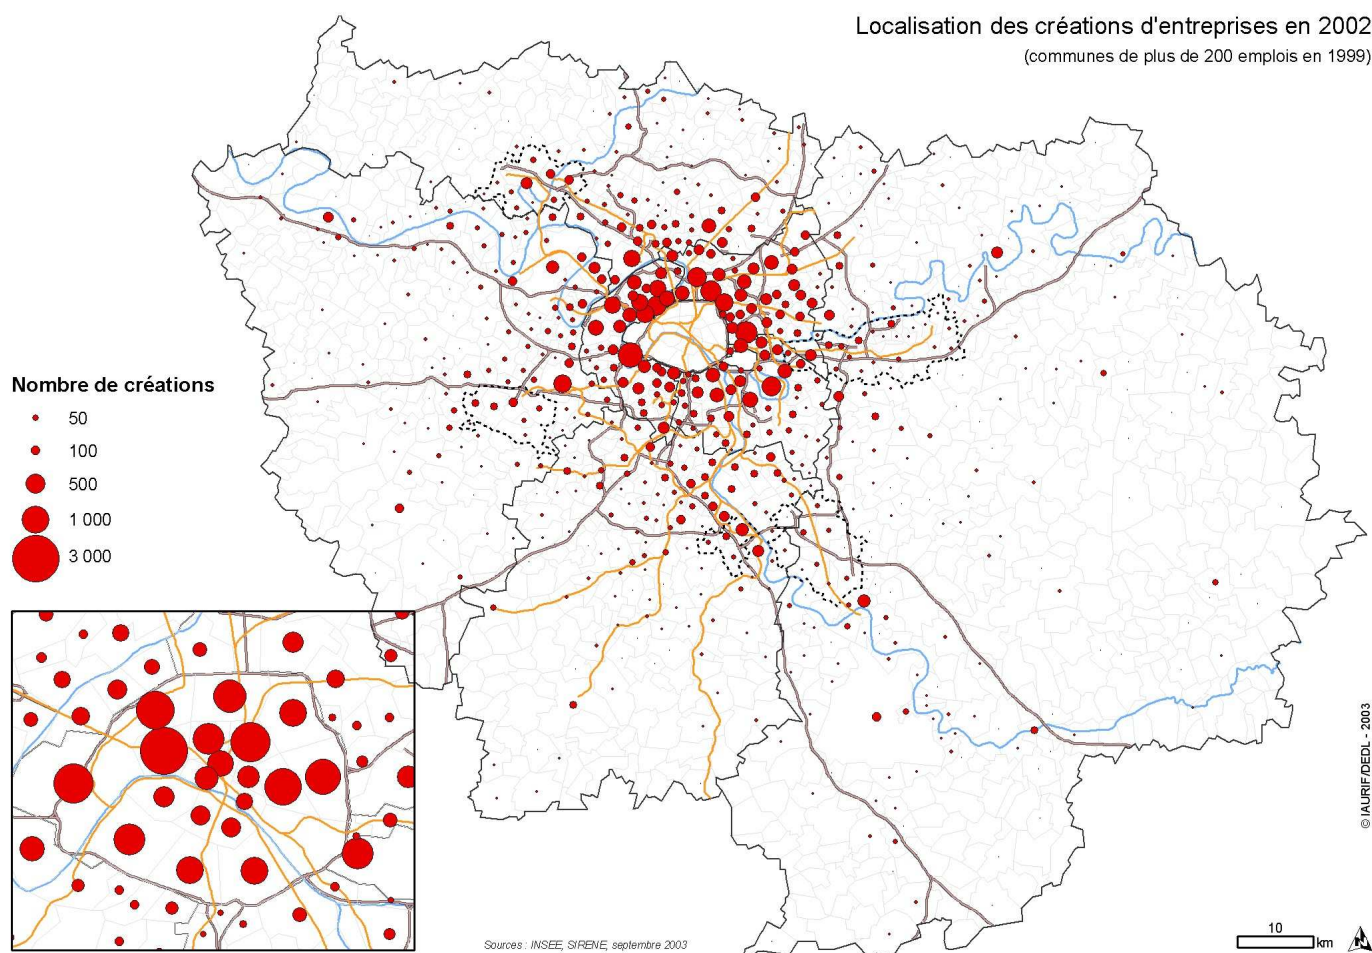 Localisation des créations d'entreprises en 2002
(communes de plus de 200 emplois en 1999)
Nombre de créations
50
100
500
1 000
3 000
© IAURIF/DEDL - 2003
Sources : INSEE, SIRENE, septembre 2003
10
km
N